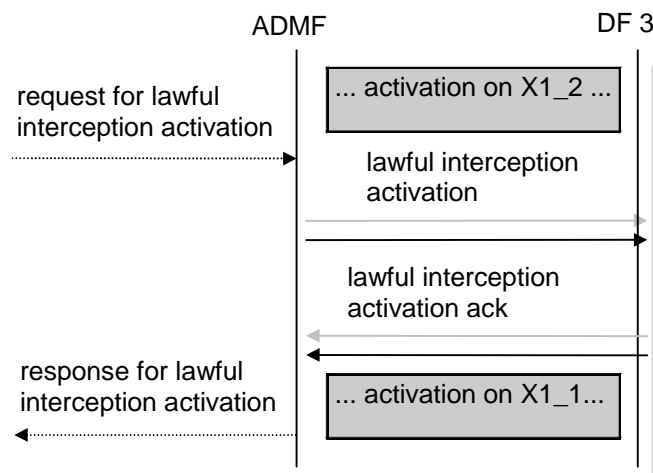 ADMF
DF 3
... activation on X1_2 ...
request for lawful
interception activation
lawful interception
activation
lawful interception
activation ack
response for lawful
interception activation
... activation on X1_1...